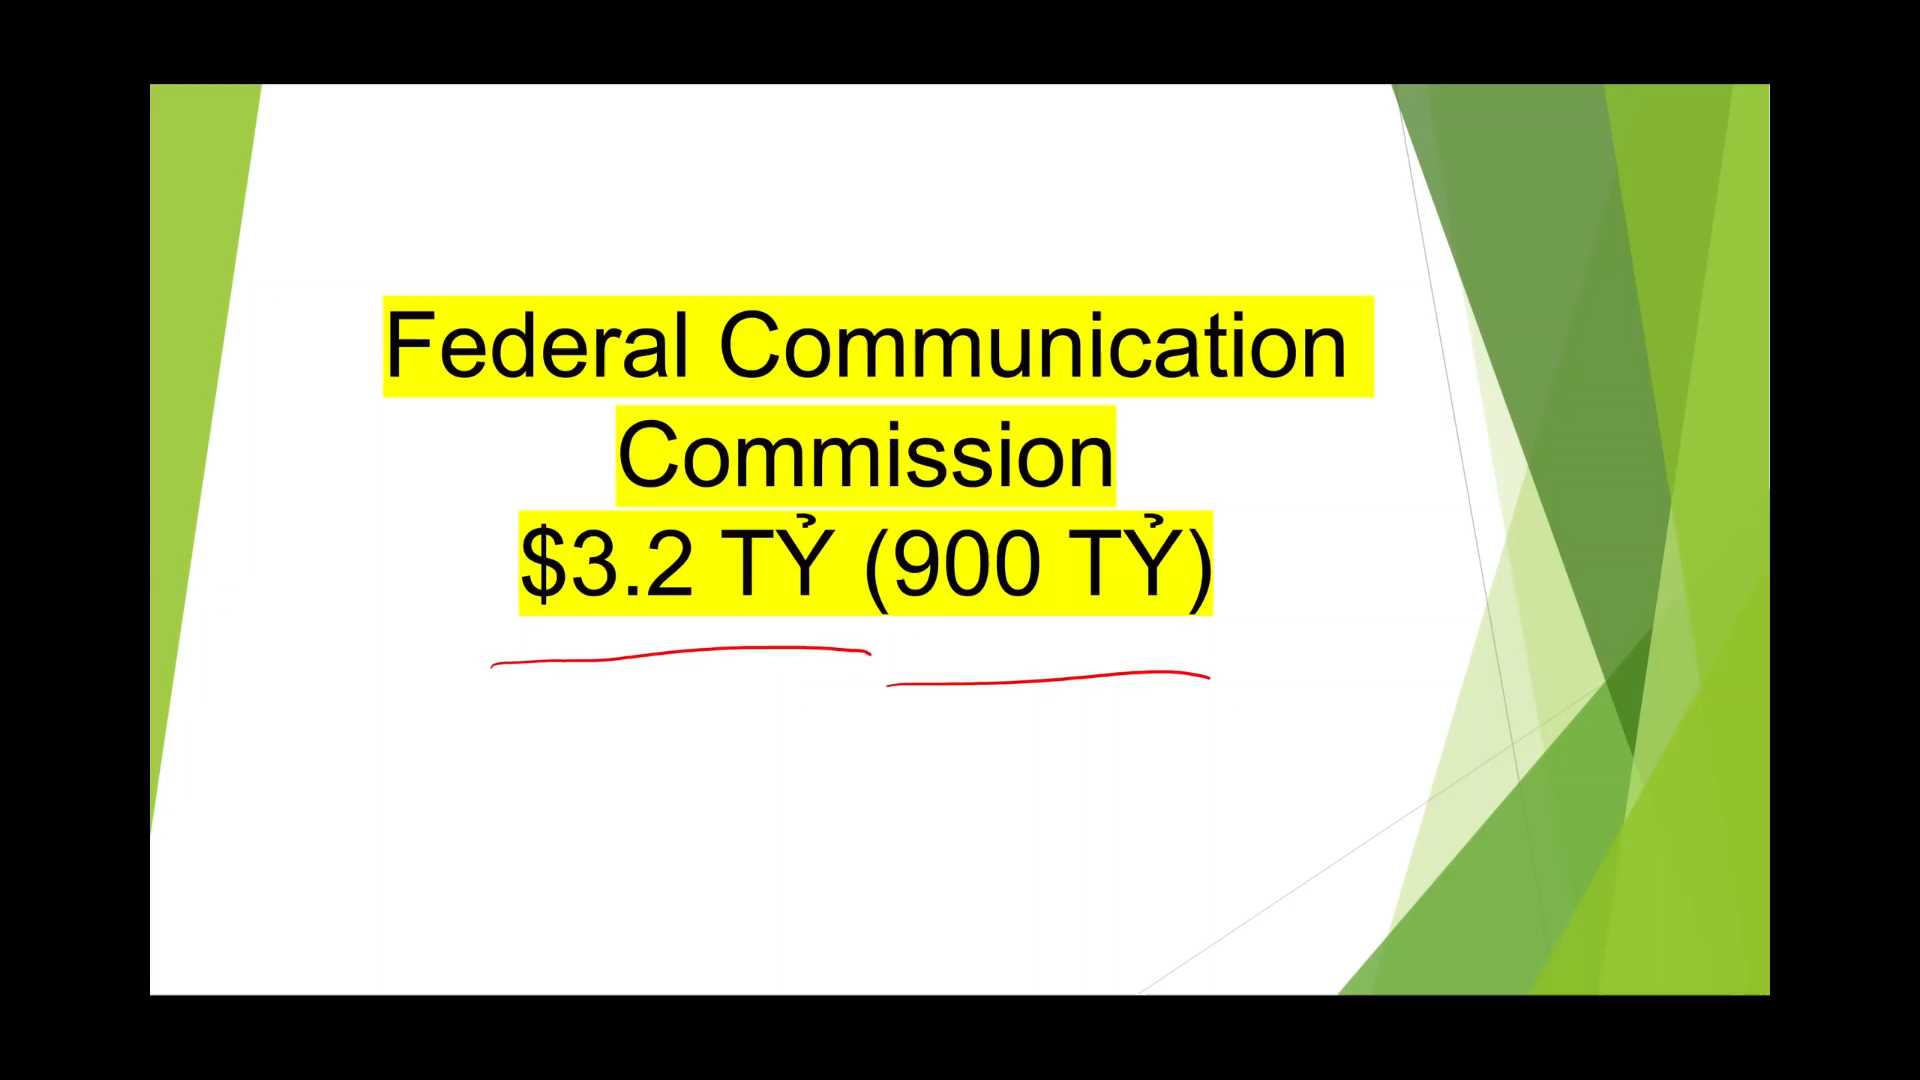 Federal Communication
Commission
$3.2 TỶ (900 TỶ)